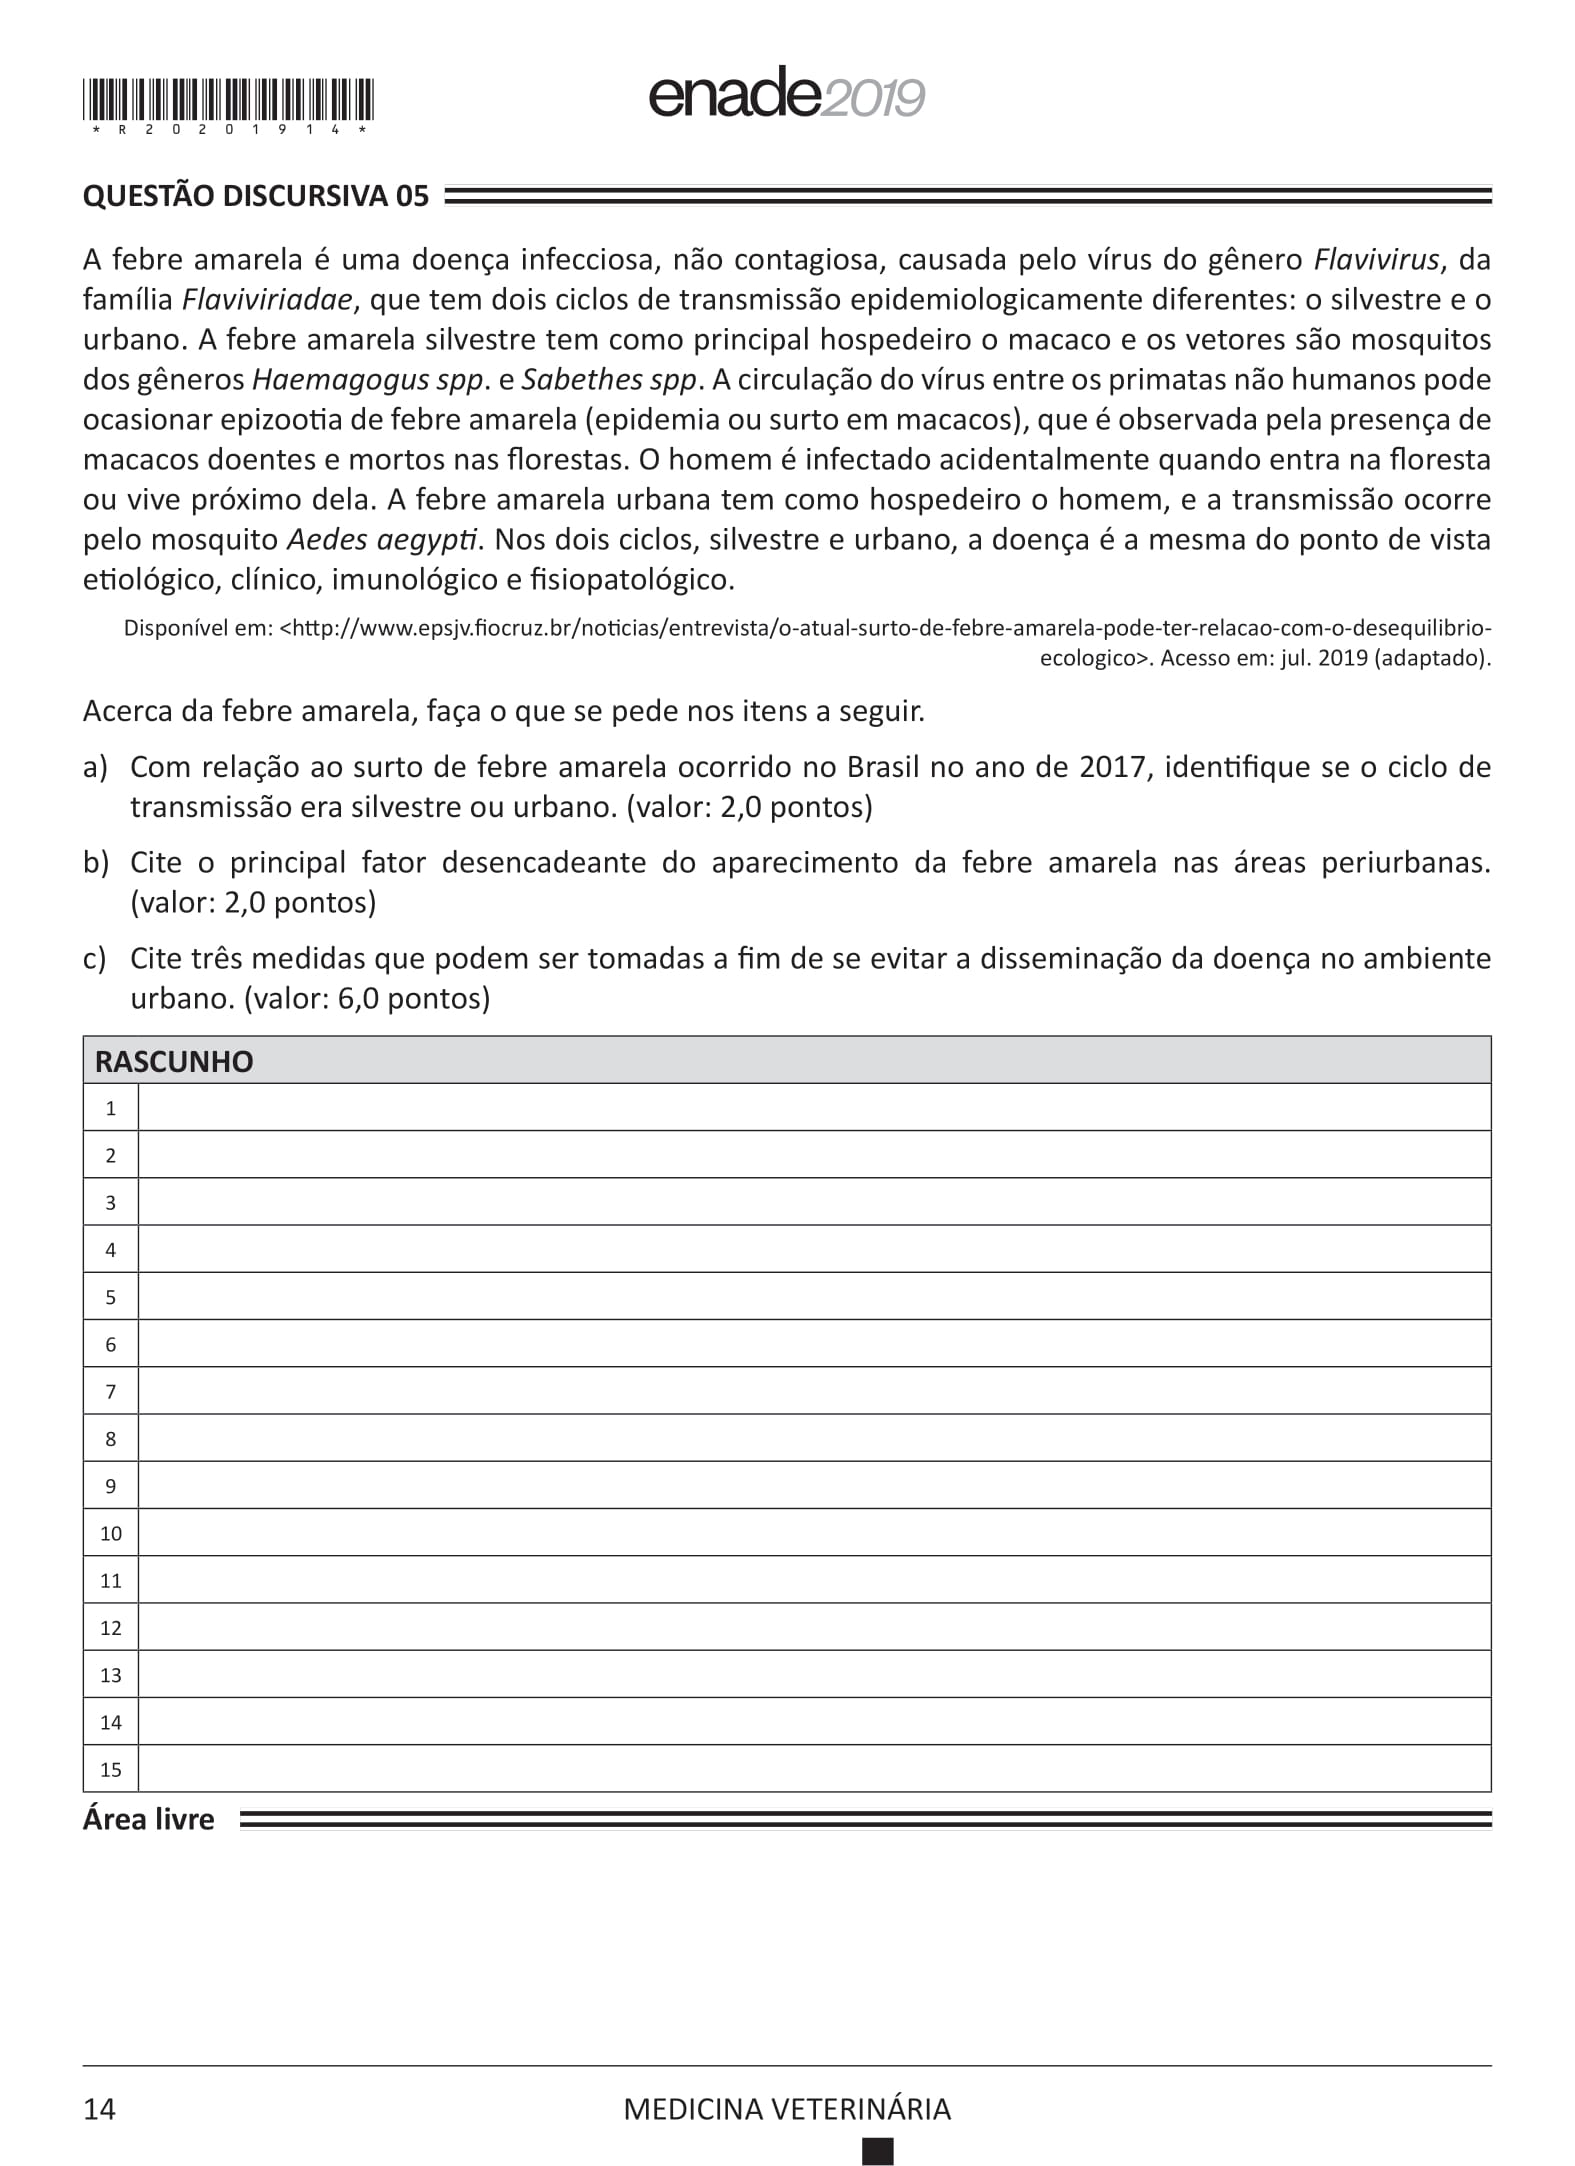 *R20201914*
enade2019
QUESTÃO DISCURSIVA 05
A febre amarela é uma doença infecciosa, não contagiosa, causada pelo vírus do gênero Flavivirus, da
família Flaviviriadae, que tem dois ciclos de transmissão epidemiologicamente diferentes: o silvestre e o
urbano. A febre amarela silvestre tem como principal hospedeiro o macaco e os vetores são mosquitos
dos gêneros Haemagogus spp. e Sabethes spp. A circulação do vírus entre os primatas não humanos pode
ocasionar epizootia de febre amarela (epidemia ou surto em macacos), que é observada pela presença de
macacos doentes e mortos nas florestas. O homem é infectado acidentalmente quando entra na floresta
ou vive próximo dela. A febre amarela urbana tem como hospedeiro o homem, e a transmissão ocorre
pelo mosquito Aedes aegypti. Nos dois ciclos, silvestre e urbano, a doença é a mesma do ponto de vista
etiológico, clínico, imunológico e fisiopatológico.
Disponível em: <http://www.epsjv.fiocruz.br/noticias/entrevista/o-atual-surto-de-febre-amarela-pode-ter-relacao-com-o-desequilibrio-
ecologico>. Acesso em: jul. 2019 (adaptado).
Acerca da febre amarela, faça o que se pede nos itens a seguir.
a) Com relação ao surto de febre amarela ocorrido no Brasil no ano de 2017, identifique se o ciclo de
transmissão era silvestre ou urbano. (valor: 2,0 pontos)
b) Cite o principal fator desencadeante do aparecimento da febre amarela nas áreas periurbanas.
(valor: 2,0 pontos)
c) Cite três medidas que podem ser tomadas a fim de se evitar a disseminação da doença no ambiente
urbano. (valor: 6,0 pontos)
RASCUNHO
1
2
3
4
5
6
7
8
9
10
11
12
13
14
15
Área livre
14 MEDICINA VETERINÁRIA